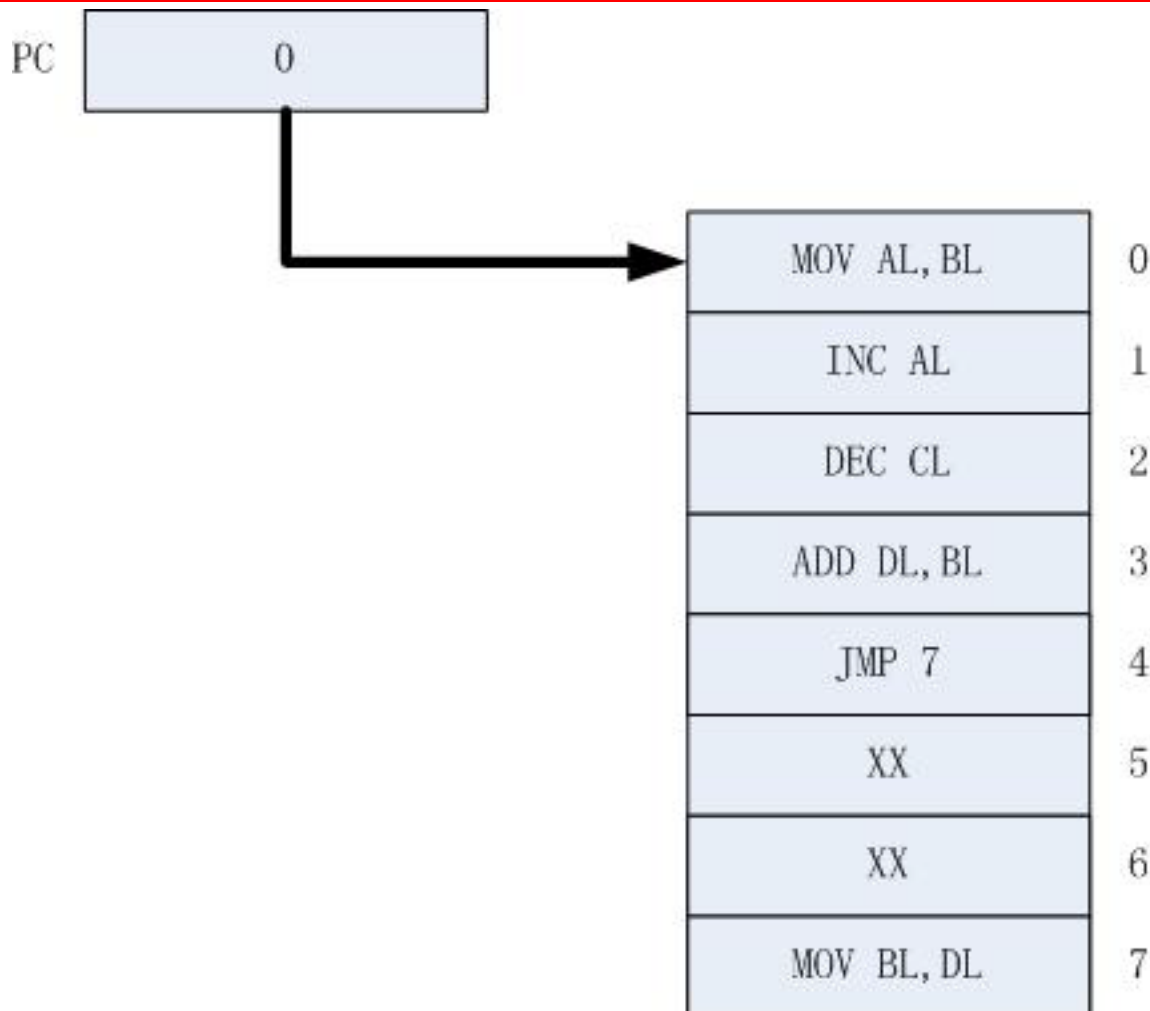 PC 0
MOV AL,BL 0
INC AL 1
DEC CL 2
ADD DL,BL 3
JMP 7 4
XX 5
XX 6
MOV BL,DL 7